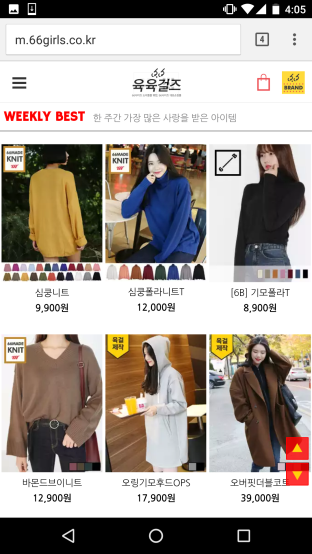 4:05
m.66girls.co.kr
4
육육걸즈
BRAND
WEEKLY BEST 한 주간 가장 많은 사랑을 받은 아이템
66MADE KNIT
66MADE KNIT
심쿵니트
심쿵폴라니트T
[6B] 기모폴라T
9,900원
12,000원
8,900원
66MADE KNIT
육걸 제작
육걸 제작
바몬드브이니트
오링기모후드OPS
오버핏더블코트
12,900원
17,900원
39,000원